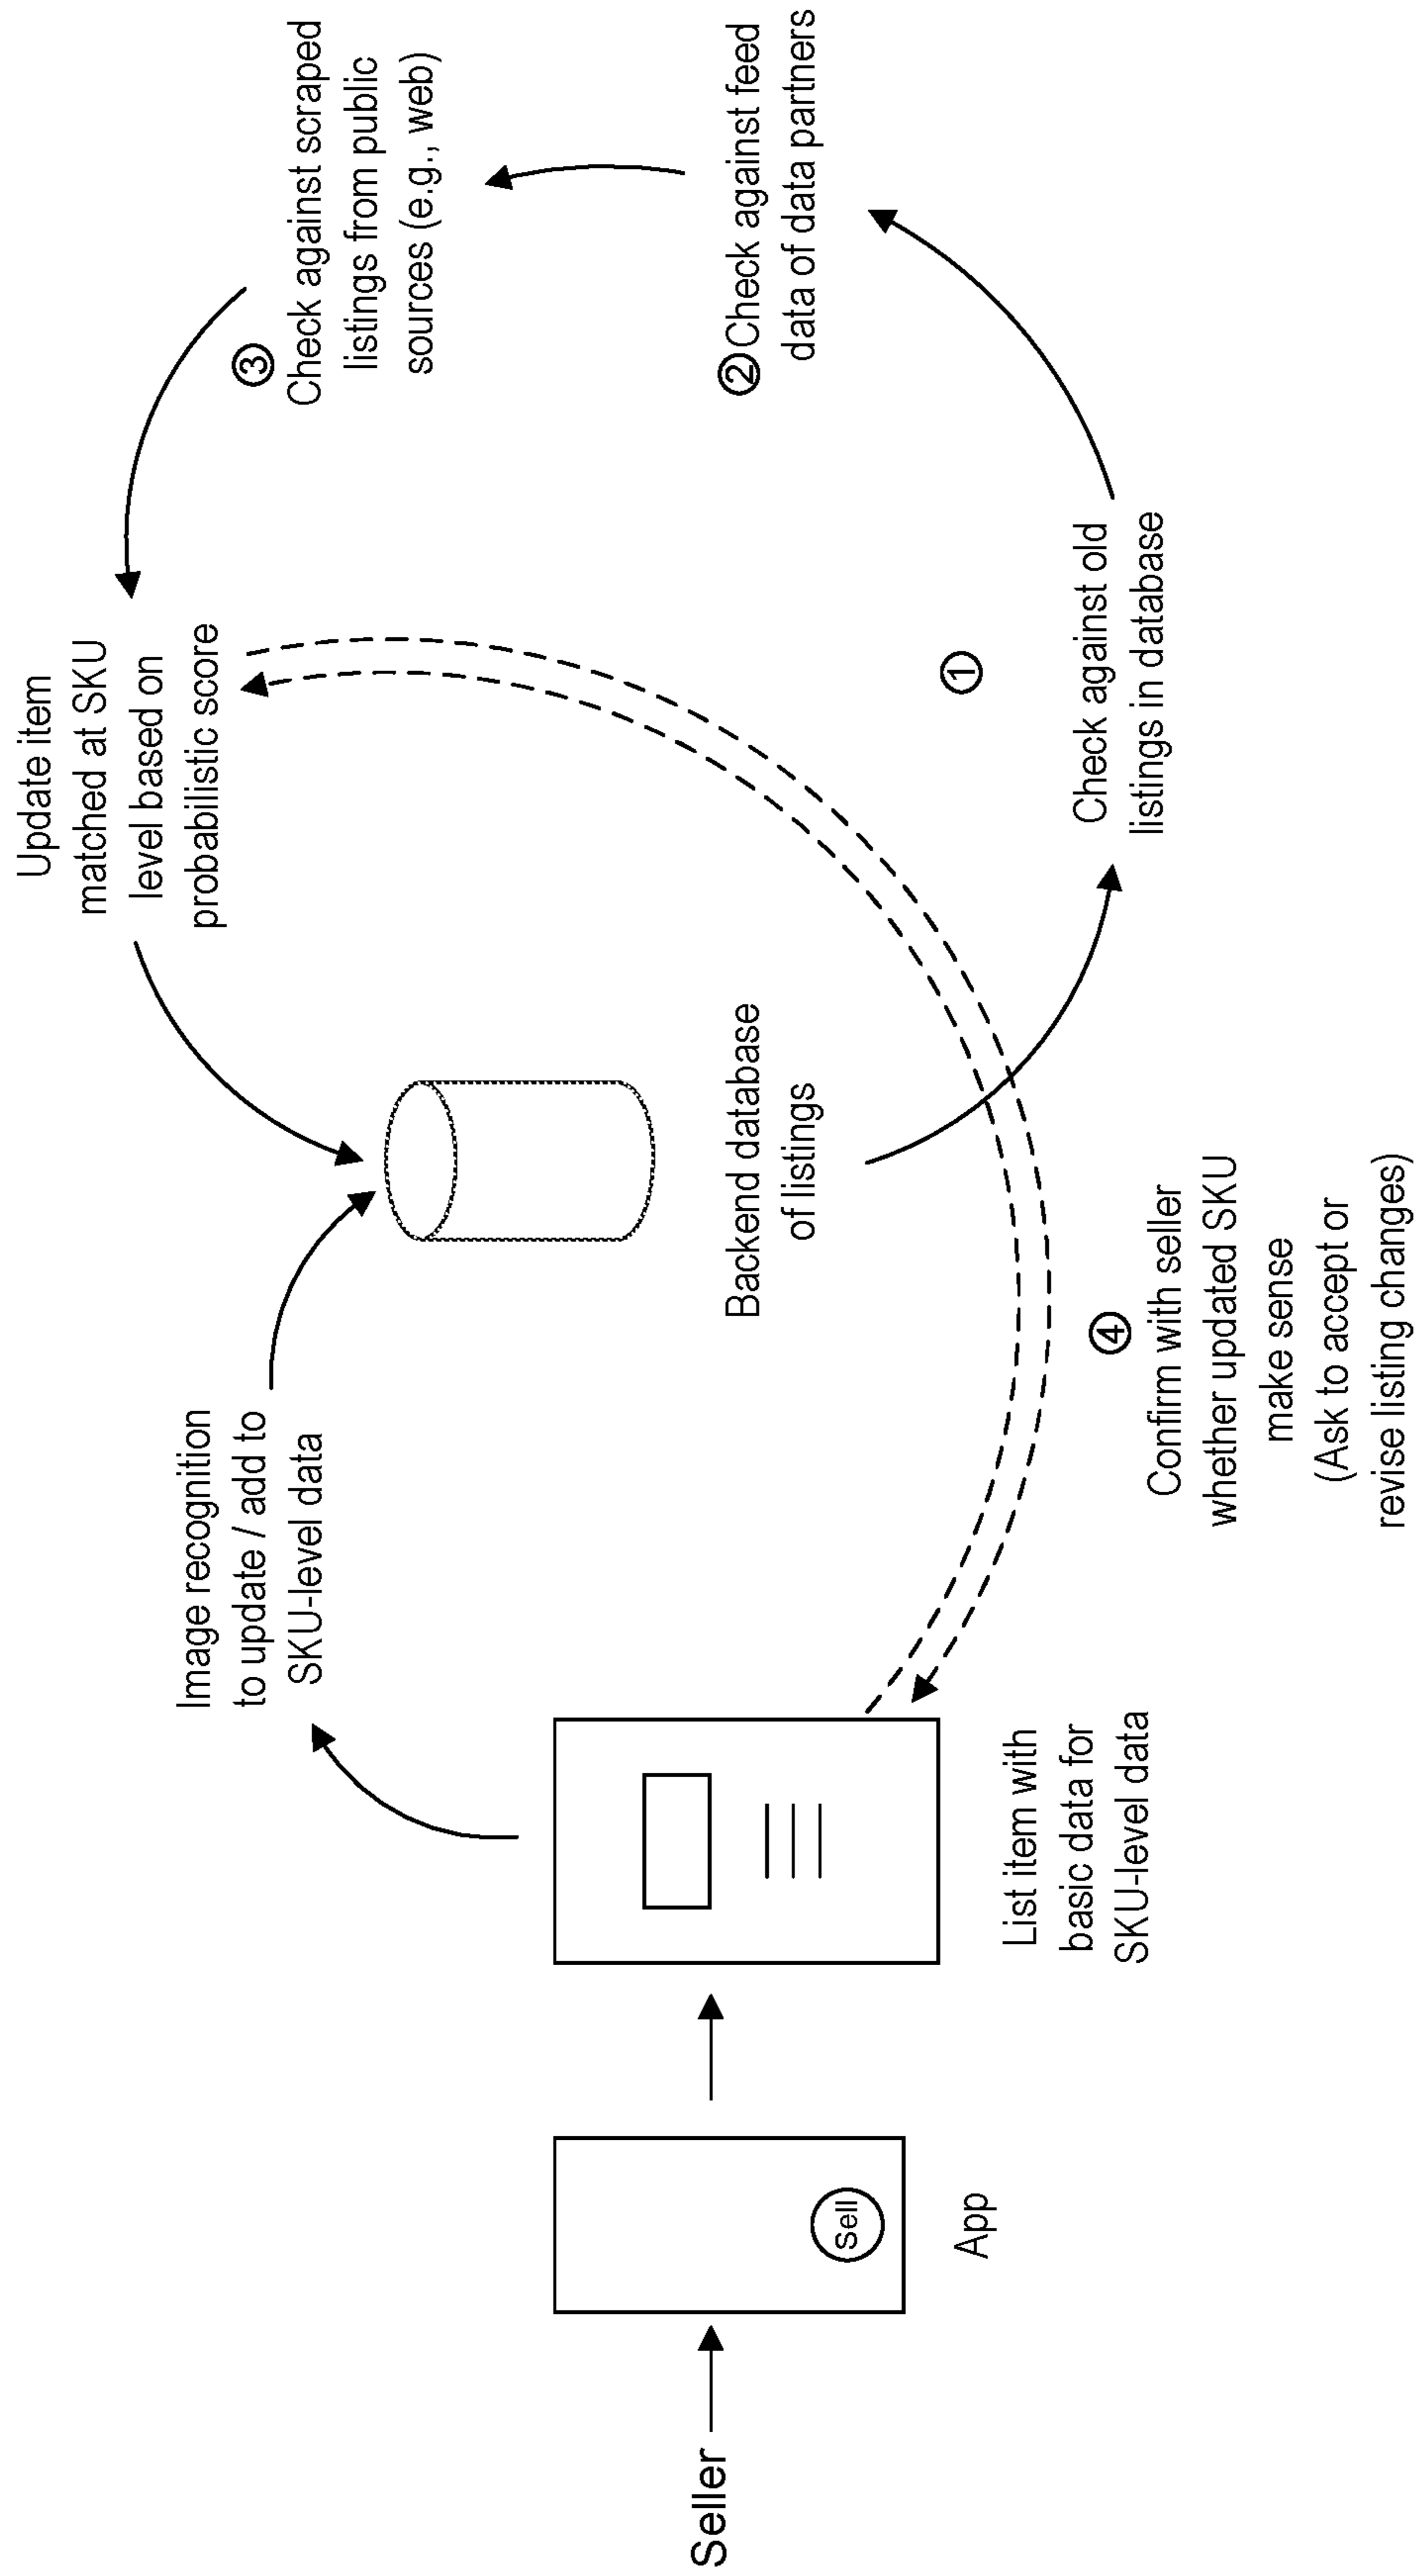 Seller
Sell
App
List item with
basic data for
SKU-level data
Image recognition
to update / add to
SKU-level data
Backend database
of listings
①
Check against old
listings in database
②Check against feed
data of data partners
③
Check against scraped
listings from public
sources (e.g., web)
Update item
matched at SKU
level based on
probabilistic score
④
Confirm with seller
whether updated SKU
make sense
(Ask to accept or
revise listing changes)